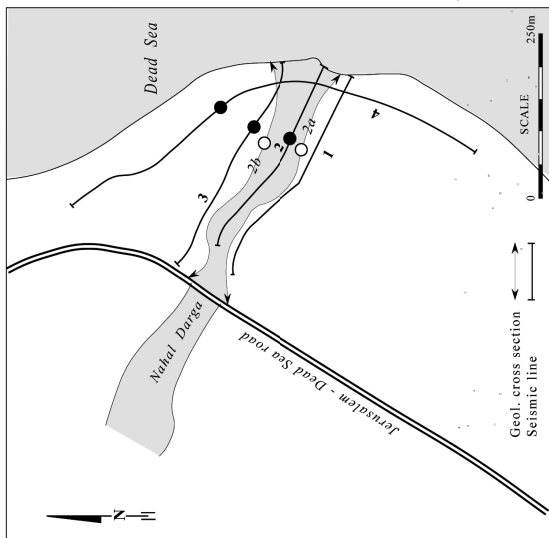 Dead Sea
250m
SCALE
0
2b
2
2a
3
1
4
Nahal Darga
Jerusalem - Dead Sea road
Geol. cross section
Seismic line
N